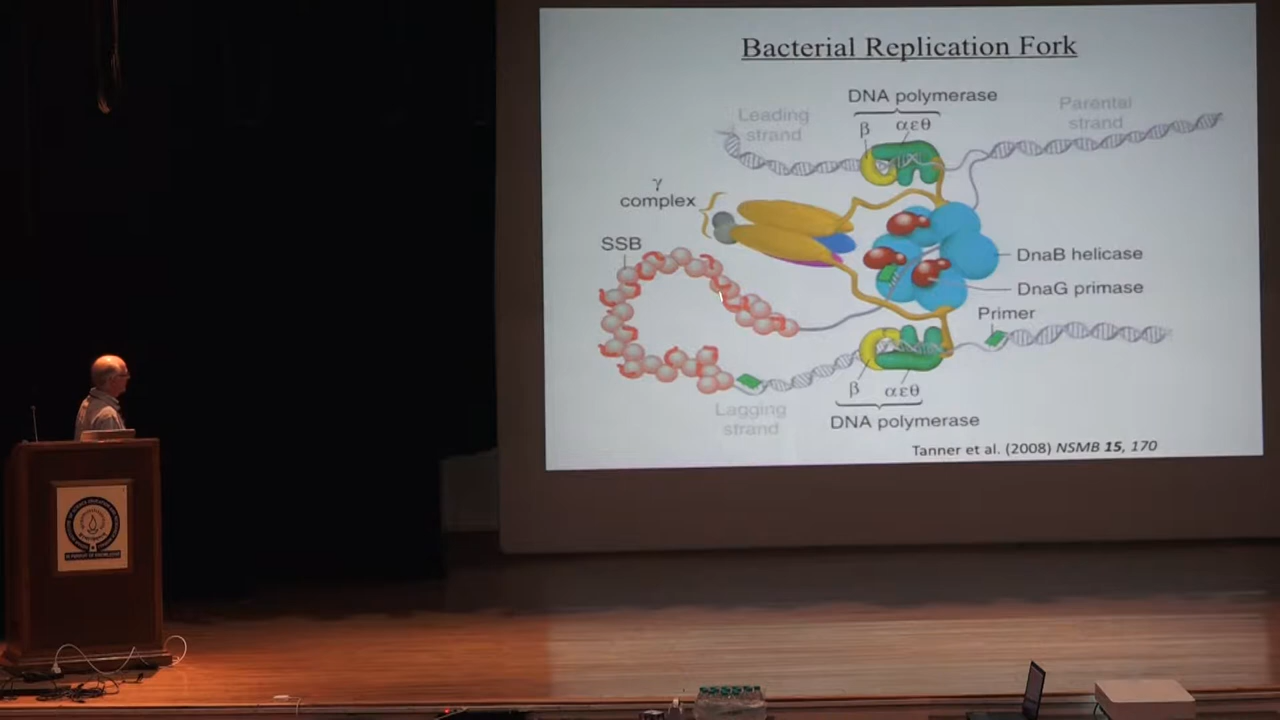 Bacterial Replication Fork
DNA polymerase
Leading
strand
β
αεθ
Parental
strand
γ
complex
SSB
DnaB helicase
DnaG primase
Primer
β
αεθ
Lagging
strand
DNA polymerase
Tanner et al. (2008) NSMB 15, 170